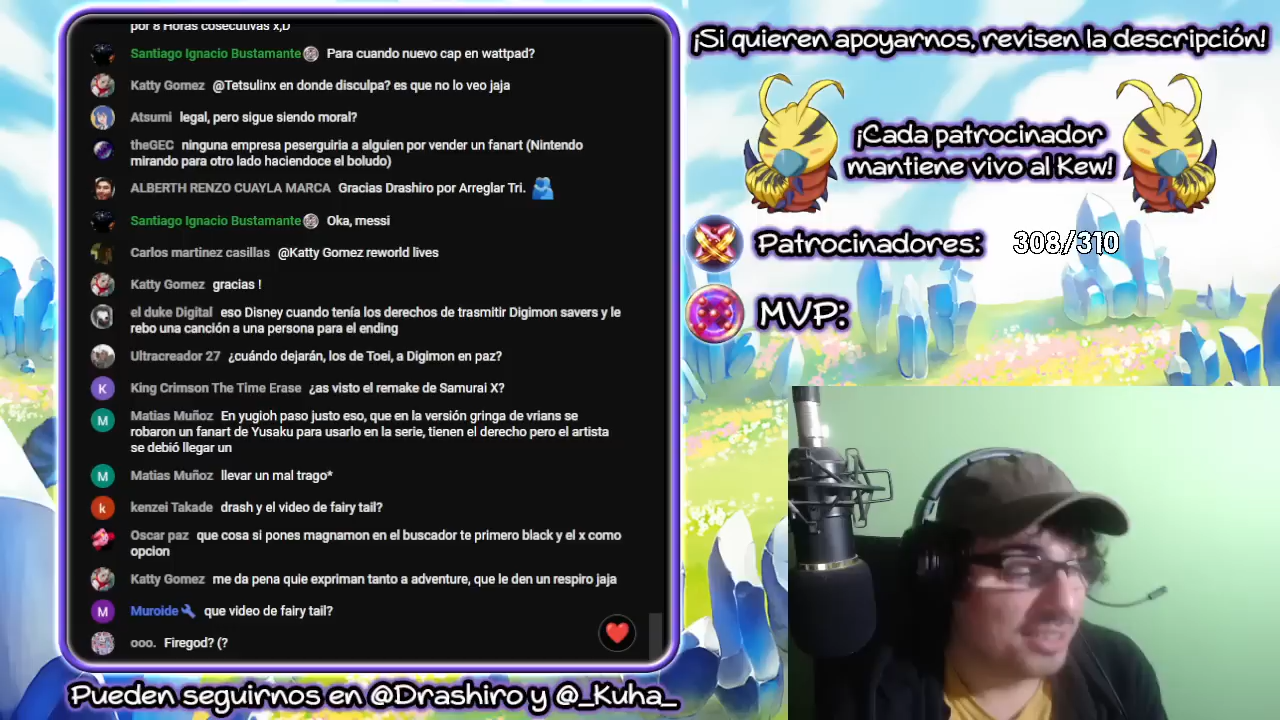 por 8 Horas cosecutivas x,D
Santiago Ignacio Bustamante Para cuando nuevo cap en wattpad?
Katty Gomez @Tetsulinx en donde disculpa? es que no lo veo jaja
Atsumi legal, pero sigue siendo moral?
theGEC ninguna empresa peserguiria a alguien por vender un fanart (Nintendo
mirando para otro lado haciendoce el boludo)
ALBERTH RENZO CUAYLA MARCA Gracias Drashiro por Arreglar Tri.
Santiago Ignacio Bustamante Oka, messi
Carlos martinez casillas @Katty Gomez reworld lives
Katty Gomez gracias !
el duke Digital eso Disney cuando tenía los derechos de trasmitir Digimon savers y le
rebo una canción a una persona para el ending
Ultracreador 27 ¿cuándo dejarán, los de Toei, a Digimon en paz?
K King Crimson The Time Erase ¿as visto el remake de Samurai X?
M Matias Muñoz En yugioh paso justo eso, que en la versión gringa de vrians se
robaron un fanart de Yusaku para usarlo en la serie, tienen el derecho pero el artista
se debió llegar un
M Matias Muñoz llevar un mal trago*
k kenzei Takade drash y el video de fairy tail?
Oscar paz que cosa si pones magnamon en el buscador te primero black y el x como
opcion
Katty Gomez me da pena quie expriman tanto a adventure, que le den un respiro jaja
M Muroide que video de fairy tail?
ooo. Firegod? (?
Pueden seguirnos en @Drashiro y @_Kuha_
¡Si quieren apoyarnos, revisen la descripción!
¡Cada patrocinador
mantiene vivo al Kew!
Patrocinadores: 308/310
MVP: